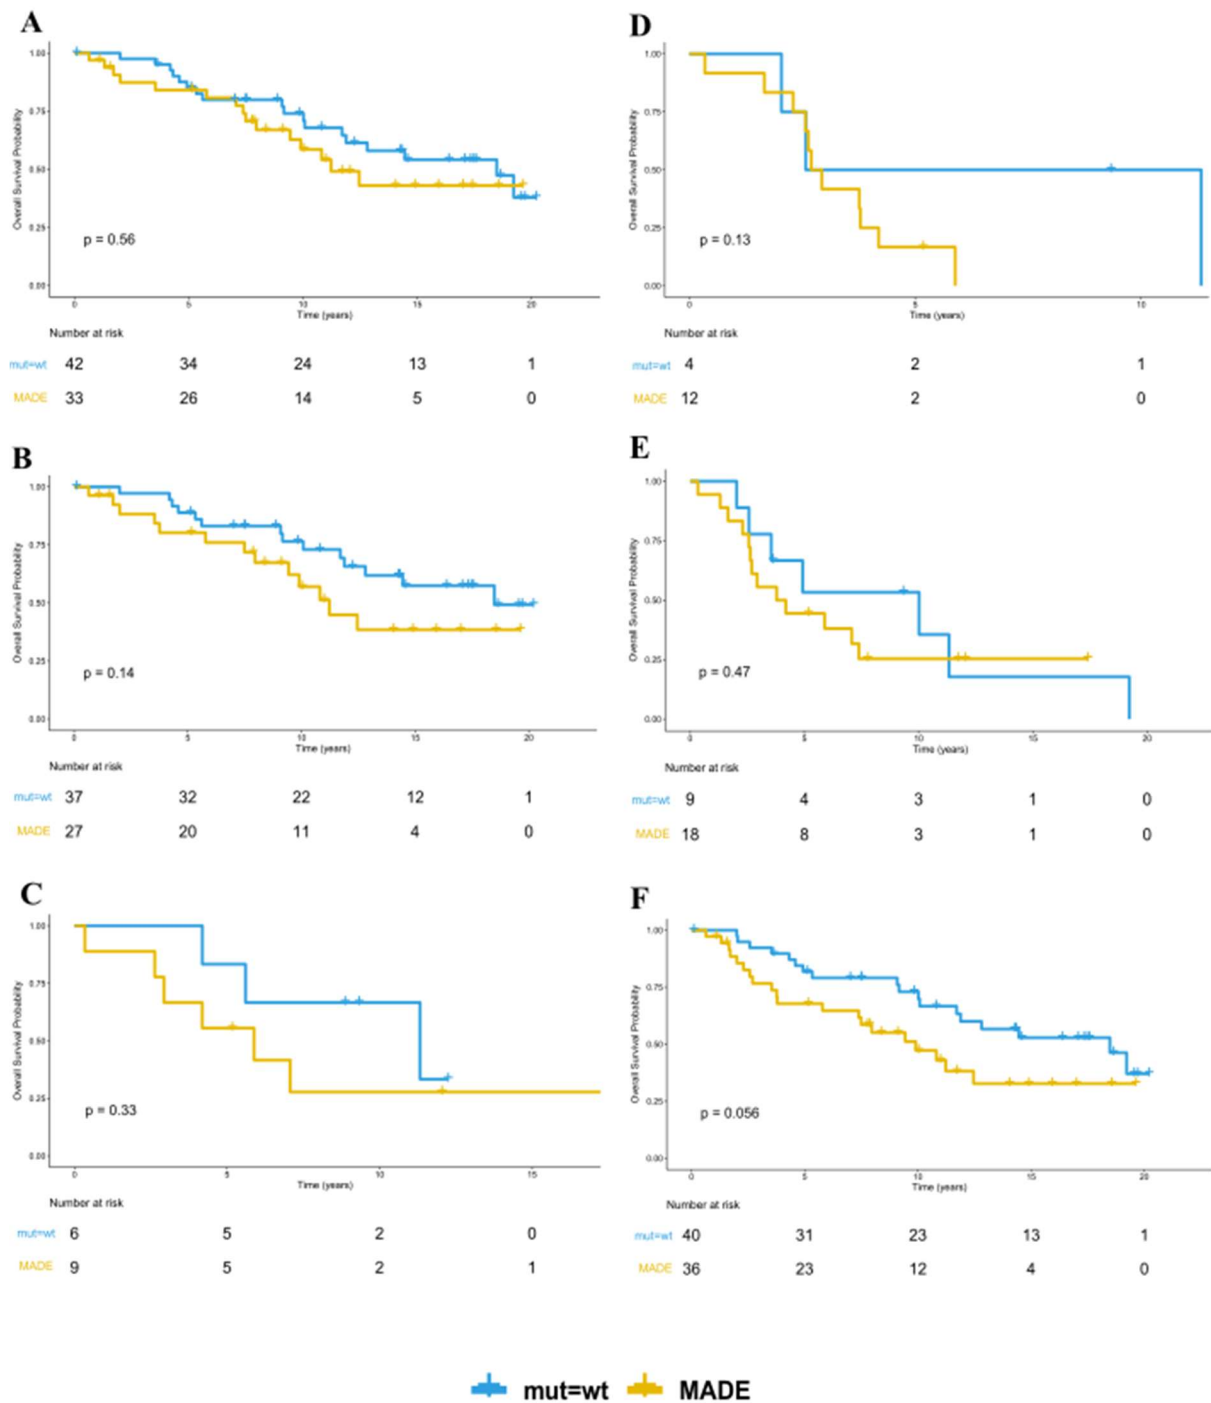 A
Overall Survival Probability
1.00
0.75
0.50
0.25
0.00
p = 0.56
0 5 10 15 20
Time (years)
Number at risk
mut=wt 42 34 24 13 1
MADE 33 26 14 5 0
B
Overall Survival Probability
1.00
0.75
0.50
0.25
0.00
p = 0.14
0 5 10 15 20
Time (years)
Number at risk
mut=wt 37 32 22 12 1
MADE 27 20 11 4 0
C
Overall Survival Probability
1.00
0.75
0.50
0.25
0.00
p = 0.33
0 5 10 15
Time (years)
Number at risk
mut=wt 6 5 2 0
MADE 9 5 2 1
D
Overall Survival Probability
1.00
0.75
0.50
0.25
0.00
p = 0.13
0 5 10
Time (years)
Number at risk
mut=wt 4 2 1
MADE 12 2 0
E
Overall Survival Probability
1.00
0.75
0.50
0.25
0.00
p = 0.47
0 5 10 15 20
Time (years)
Number at risk
mut=wt 9 4 3 1 0
MADE 18 8 3 1 0
F
Overall Survival Probability
1.00
0.75
0.50
0.25
0.00
p = 0.056
0 5 10 15 20
Time (years)
Number at risk
mut=wt 40 31 23 13 1
MADE 36 23 12 4 0
mut=wt MADE